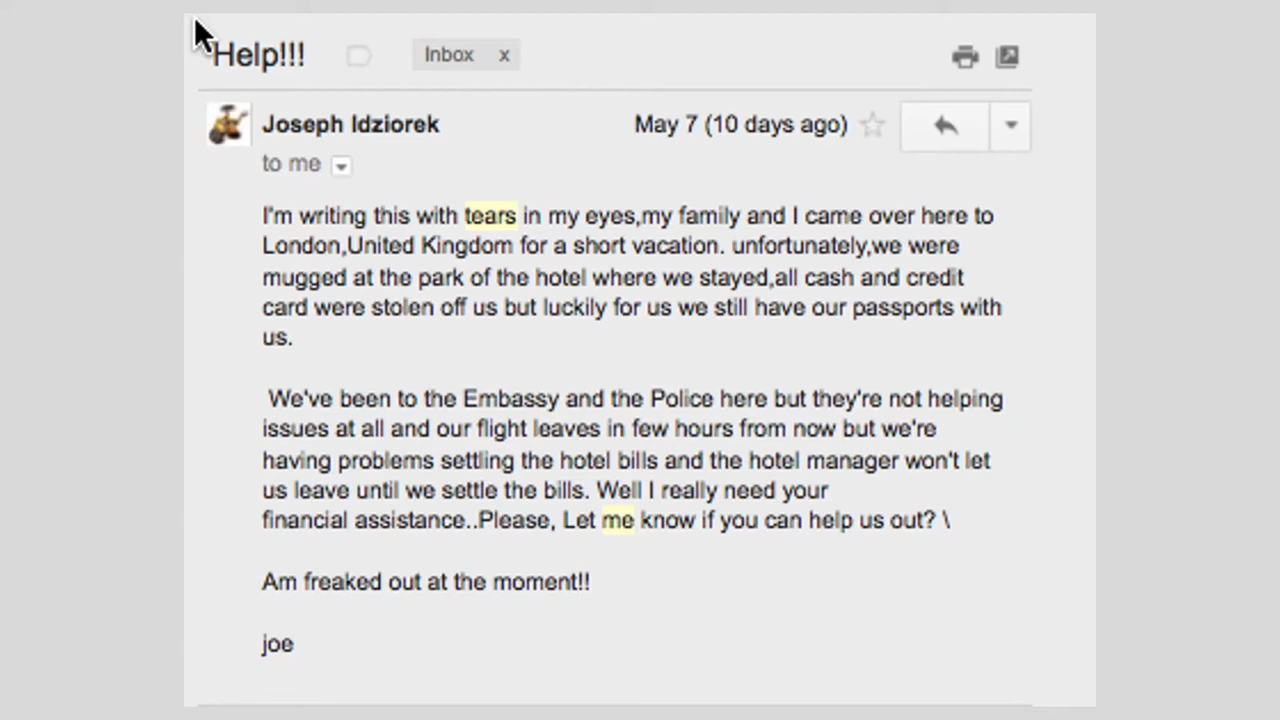 Help!!!
Inbox x
Joseph Idziorek
May 7 (10 days ago)
to me
I'm writing this with tears in my eyes,my family and I came over here to
London,United Kingdom for a short vacation. unfortunately,we were
mugged at the park of the hotel where we stayed,all cash and credit
card were stolen off us but luckily for us we still have our passports with
us.
We've been to the Embassy and the Police here but they're not helping
issues at all and our flight leaves in few hours from now but we're
having problems settling the hotel bills and the hotel manager won't let
us leave until we settle the bills. Well I really need your
financial assistance..Please, Let me know if you can help us out? \
Am freaked out at the moment!!
joe